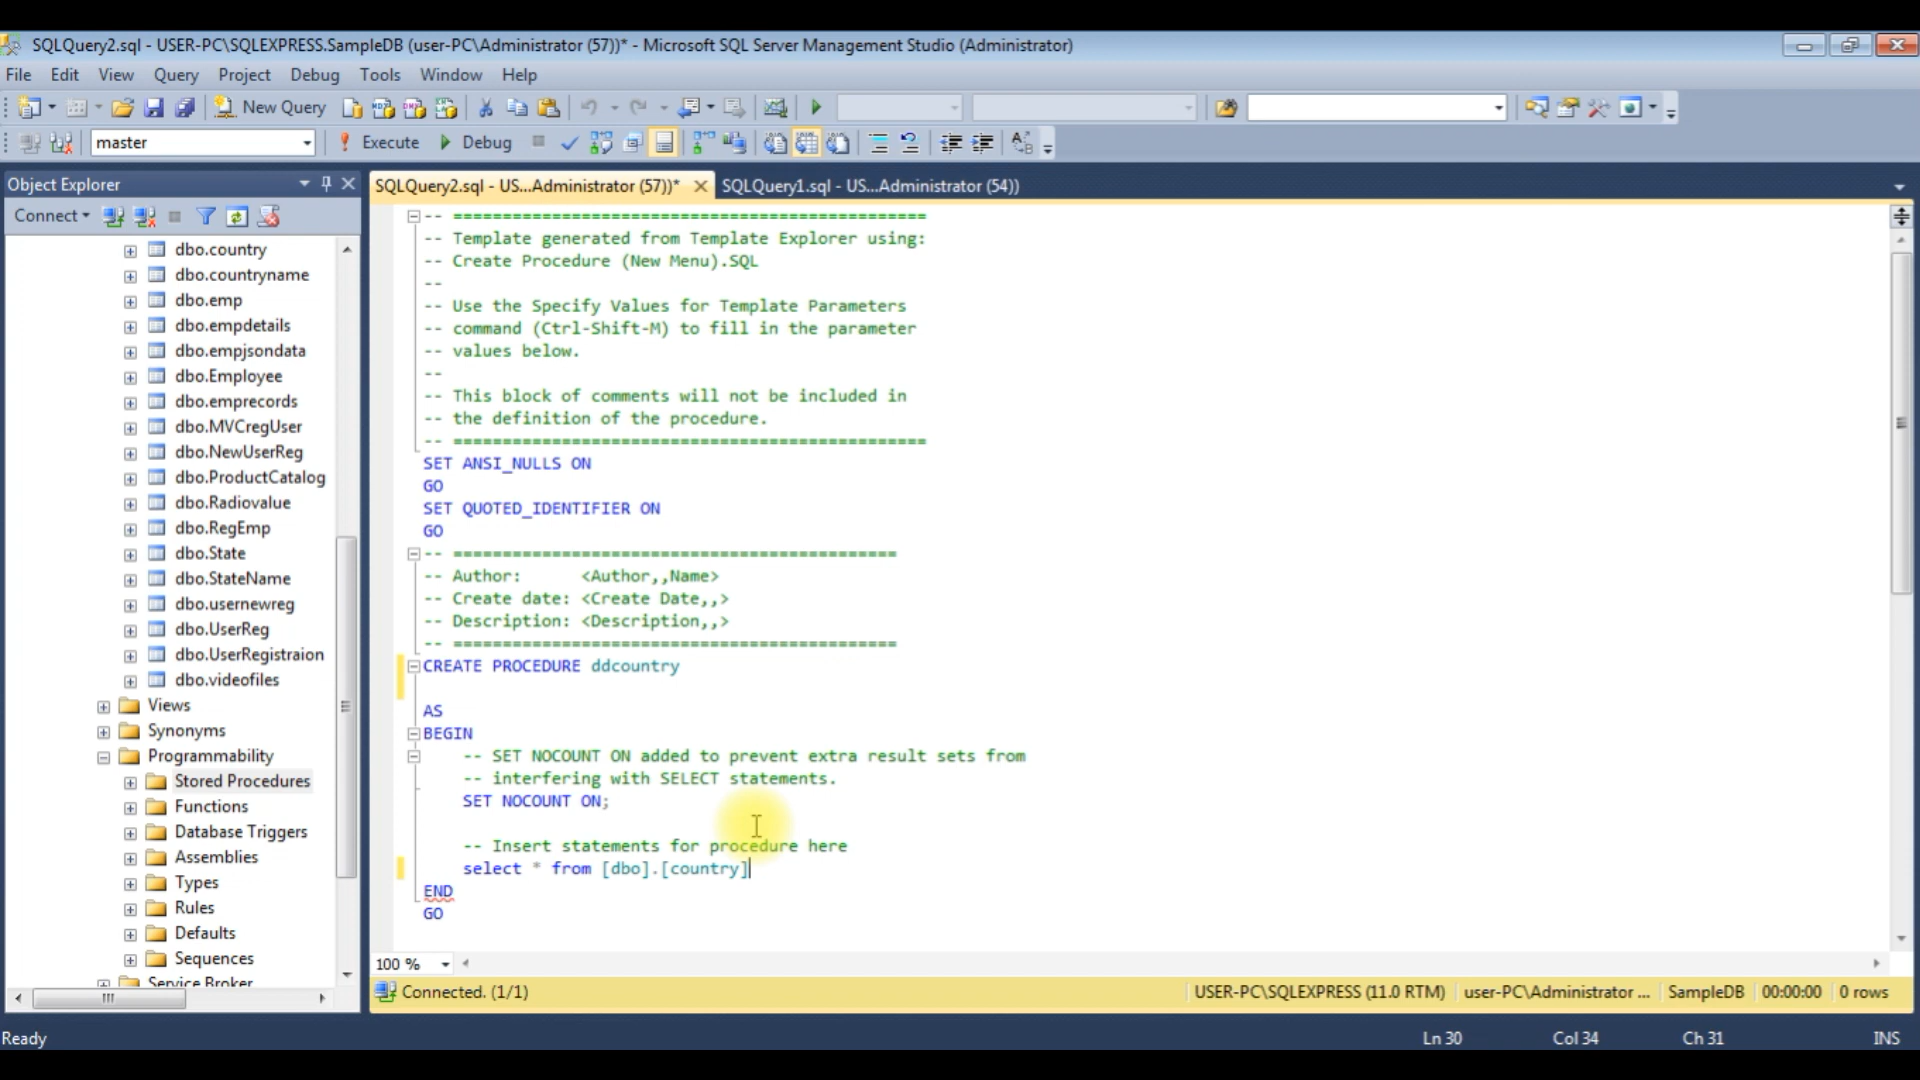 SQLQuery2.sql - USER-PC\SQLEXPRESS.SampleDB (user-PC\Administrator (57))* - Microsoft SQL Server Management Studio (Administrator)
File Edit View Query Project Debug Tools Window Help
New Query
master Execute Debug
Object Explorer
Connect
dbo.country
dbo.countryname
dbo.emp
dbo.empdetails
dbo.empjsondata
dbo.Employee
dbo.emprecords
dbo.MVCregUser
dbo.NewUserReg
dbo.ProductCatalog
dbo.Radiovalue
dbo.RegEmp
dbo.State
dbo.StateName
dbo.usernewreg
dbo.UserReg
dbo.UserRegistraion
dbo.videofiles
Views
Synonyms
Programmability
Stored Procedures
Functions
Database Triggers
Assemblies
Types
Rules
Defaults
Sequences
Service Broker
SQLQuery2.sql - US...Administrator (57))* SQLQuery1.sql - US...Administrator (54))
-- ================================================
-- Template generated from Template Explorer using:
-- Create Procedure (New Menu).SQL
--
-- Use the Specify Values for Template Parameters
-- command (Ctrl-Shift-M) to fill in the parameter
-- values below.
--
-- This block of comments will not be included in
-- the definition of the procedure.
-- ================================================
SET ANSI_NULLS ON
GO
SET QUOTED_IDENTIFIER ON
GO
-- =============================================
-- Author:      <Author,,Name>
-- Create date: <Create Date,,>
-- Description: <Description,,>
-- =============================================
CREATE PROCEDURE ddcountry
AS
BEGIN
-- SET NOCOUNT ON added to prevent extra result sets from
-- interfering with SELECT statements.
SET NOCOUNT ON;
-- Insert statements for procedure here
select * from [dbo].[country]
END
GO
100 %
Connected. (1/1) USER-PC\SQLEXPRESS (11.0 RTM) user-PC\Administrator ... SampleDB 00:00:00 0 rows
Ready Ln 30 Col 34 Ch 31 INS